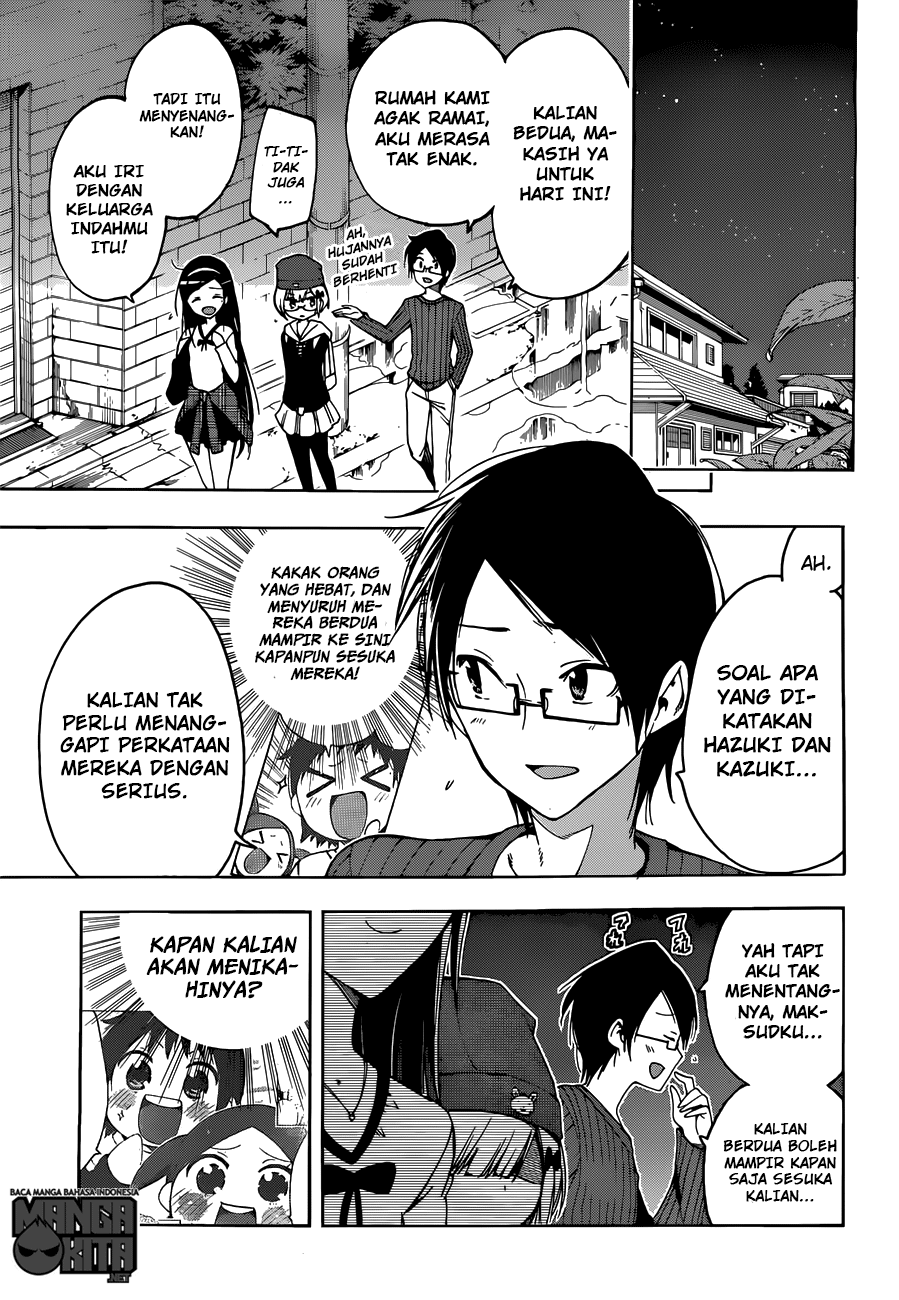 KALIAN
BEDUA, MA-
KASIH YA
UNTUK
HARI INI!
RUMAH KAMI
AGAK RAMAI,
AKU MERASA
TAK ENAK.
AH,
HUJANNYA
SUDAH
BERHENTI
TI-TI-
DAK
JUGA
...
TADI ITU
MENYENANG-
KAN!
AKU IRI
DENGAN
KELUARGA
INDAHMU
ITU!
AH.
SOAL APA
YANG DI-
KATAKAN
HAZUKI DAN
KAZUKI...
KAKAK ORANG
YANG HEBAT, DAN
MENYURUH ME-
REKA BERDUA
MAMPIR KE SINI
KAPANPUN SESUKA
MEREKA!
KALIAN TAK
PERLU MENANG-
GAPI PERKATAAN
MEREKA DENGAN
SERIUS.
YAH TAPI
AKU TAK
MENENTANG-
NYA, MAK-
SUDKU...
KALIAN
BERDUA BOLEH
MAMPIR KAPAN
SAJA SESUKA
KALIAN...
KAPAN KALIAN
AKAN MENIKA-
HINYA?
BACA MANGA BAHASA INDONESIA
MANGA
KITA
.NET